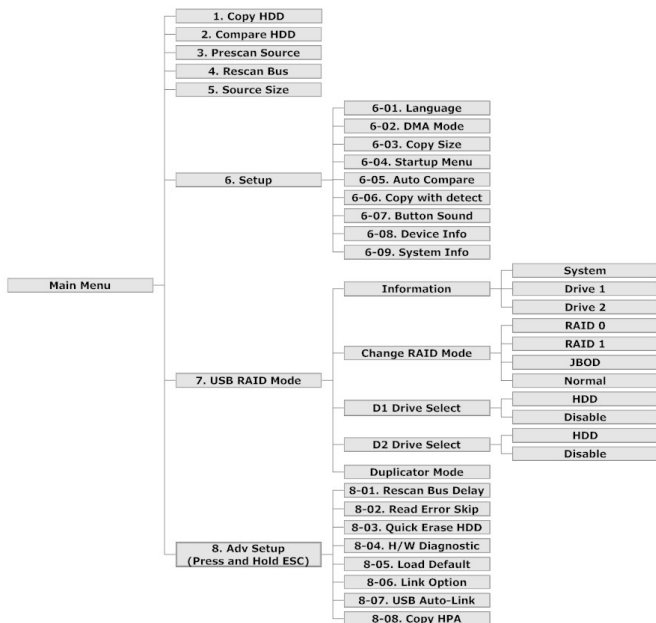 1. Copy HDD
2. Compare HDD
3. Prescan Source
4. Rescan Bus
5. Source Size
6-01. Language
6-02. DMA Mode
6-03. Copy Size
6-04. Startup Menu
6. Setup
6-05. Auto Compare
6-06. Copy with detect
6-07. Button Sound
6-08. Device Info
6-09. System Info
Main Menu
System
Information
Drive 1
Drive 2
RAID 0
RAID 1
Change RAID Mode
JBOD
Normal
7. USB RAID Mode
HDD
D1 Drive Select
Disable
HDD
D2 Drive Select
Disable
Duplicator Mode
8-01. Rescan Bus Delay
8-02. Read Error Skip
8-03. Quick Erase HDD
8. Adv Setup
(Press and Hold ESC)
8-04. H/W Diagnostic
8-05. Load Default
8-06. Link Option
8-07. USB Auto-Link
8-08. Copy HPA